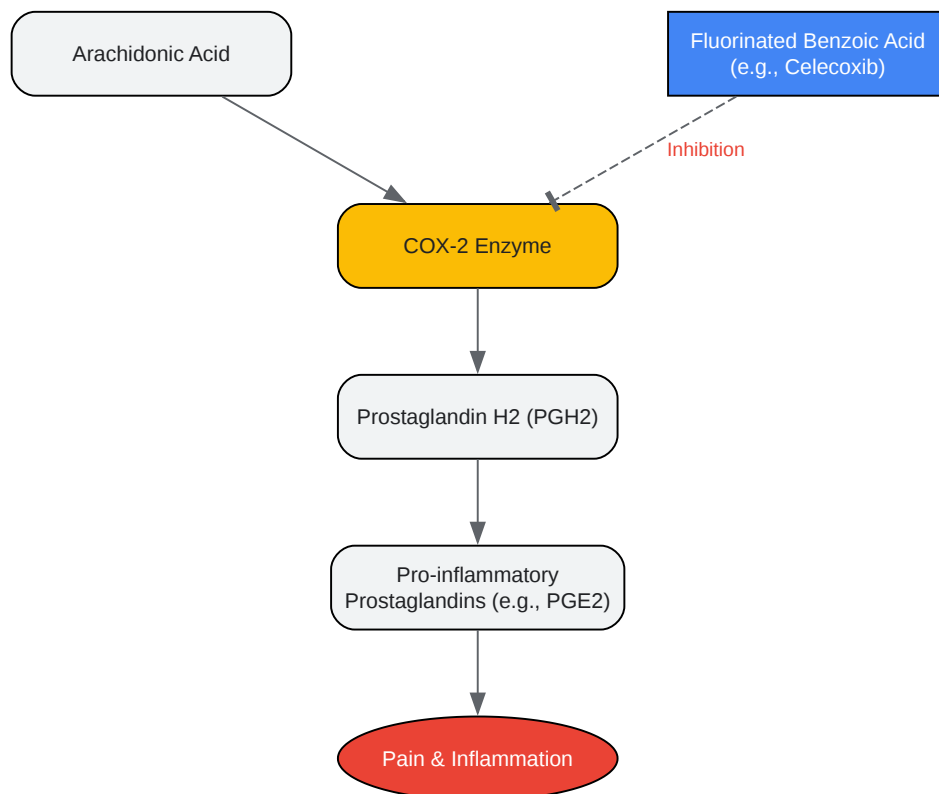 Arachidonic Acid
Fluorinated Benzoic Acid
(e.g., Celecoxib)
Inhibition
COX-2 Enzyme
Prostaglandin H2 (PGH2)
Pro-inflammatory
Prostaglandins (e.g., PGE2)
Pain & Inflammation